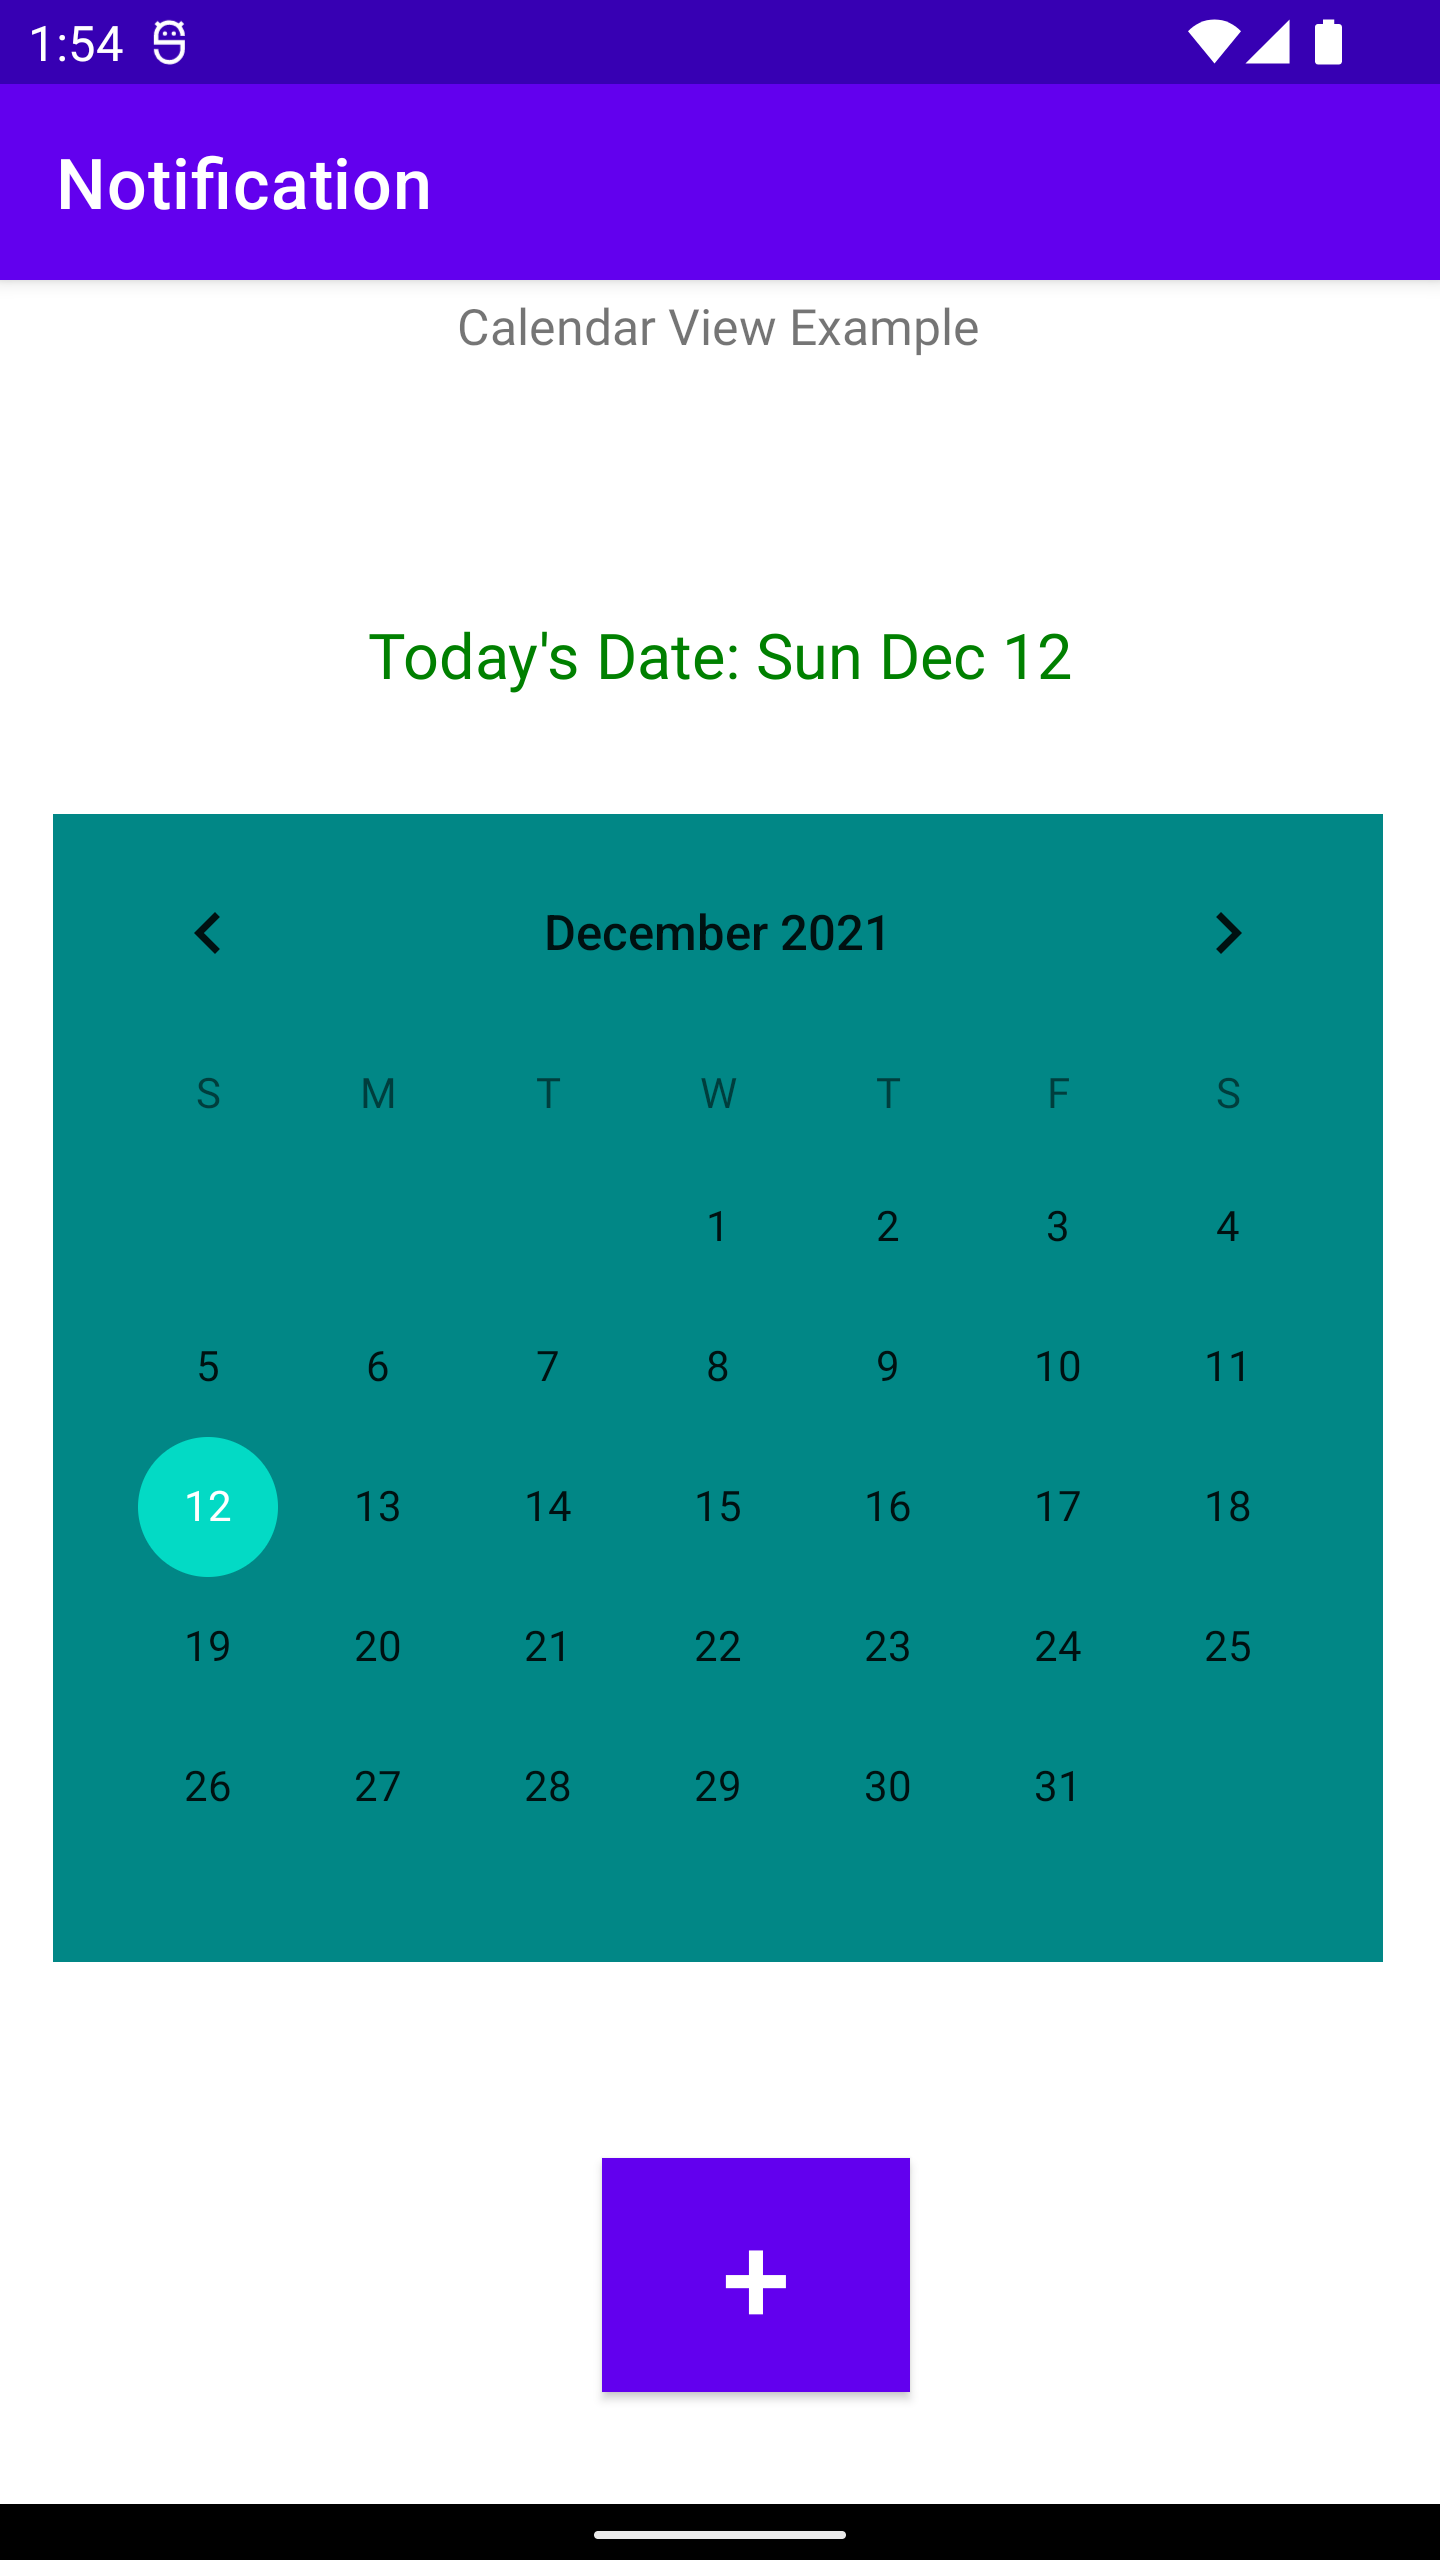 1:54
Notification
Calendar View Example
Today's Date: Sun Dec 12
December 2021
S M T W T F S
1 2 3 4
5 6 7 8 9 10 11
12 13 14 15 16 17 18
19 20 21 22 23 24 25
26 27 28 29 30 31
+